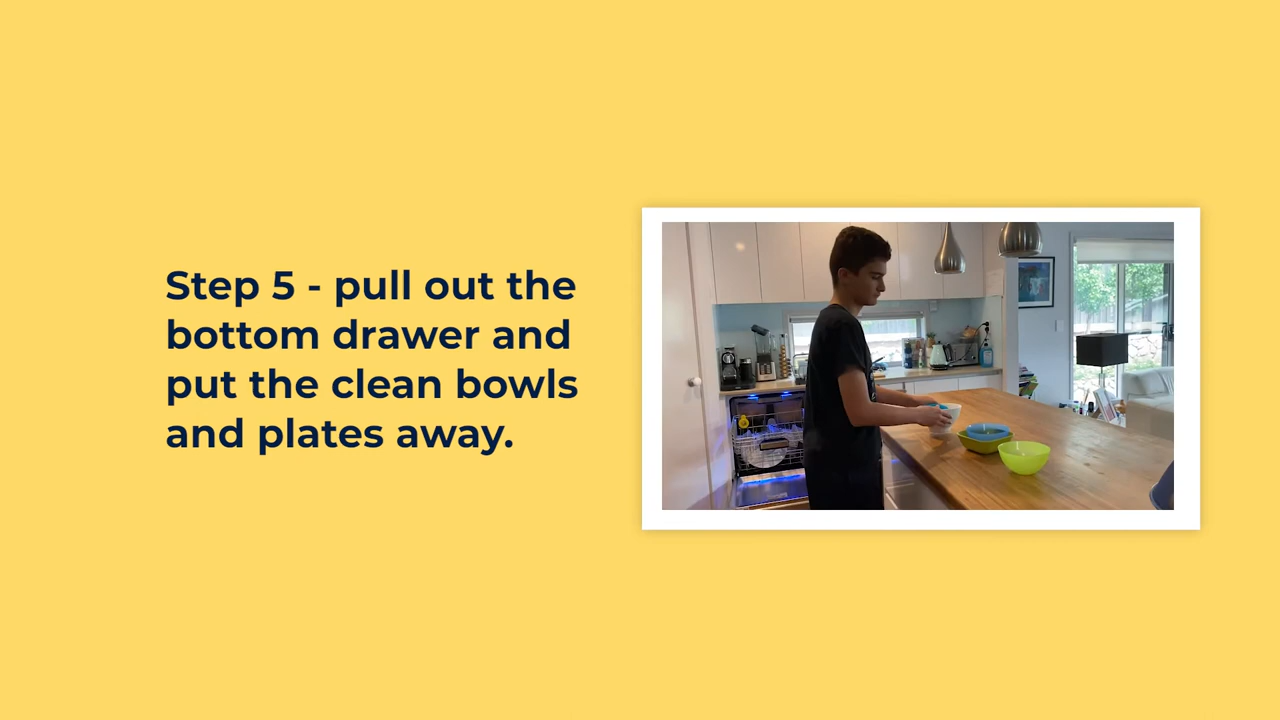 Step 5 - pull out the
bottom drawer and
put the clean bowls
and plates away.